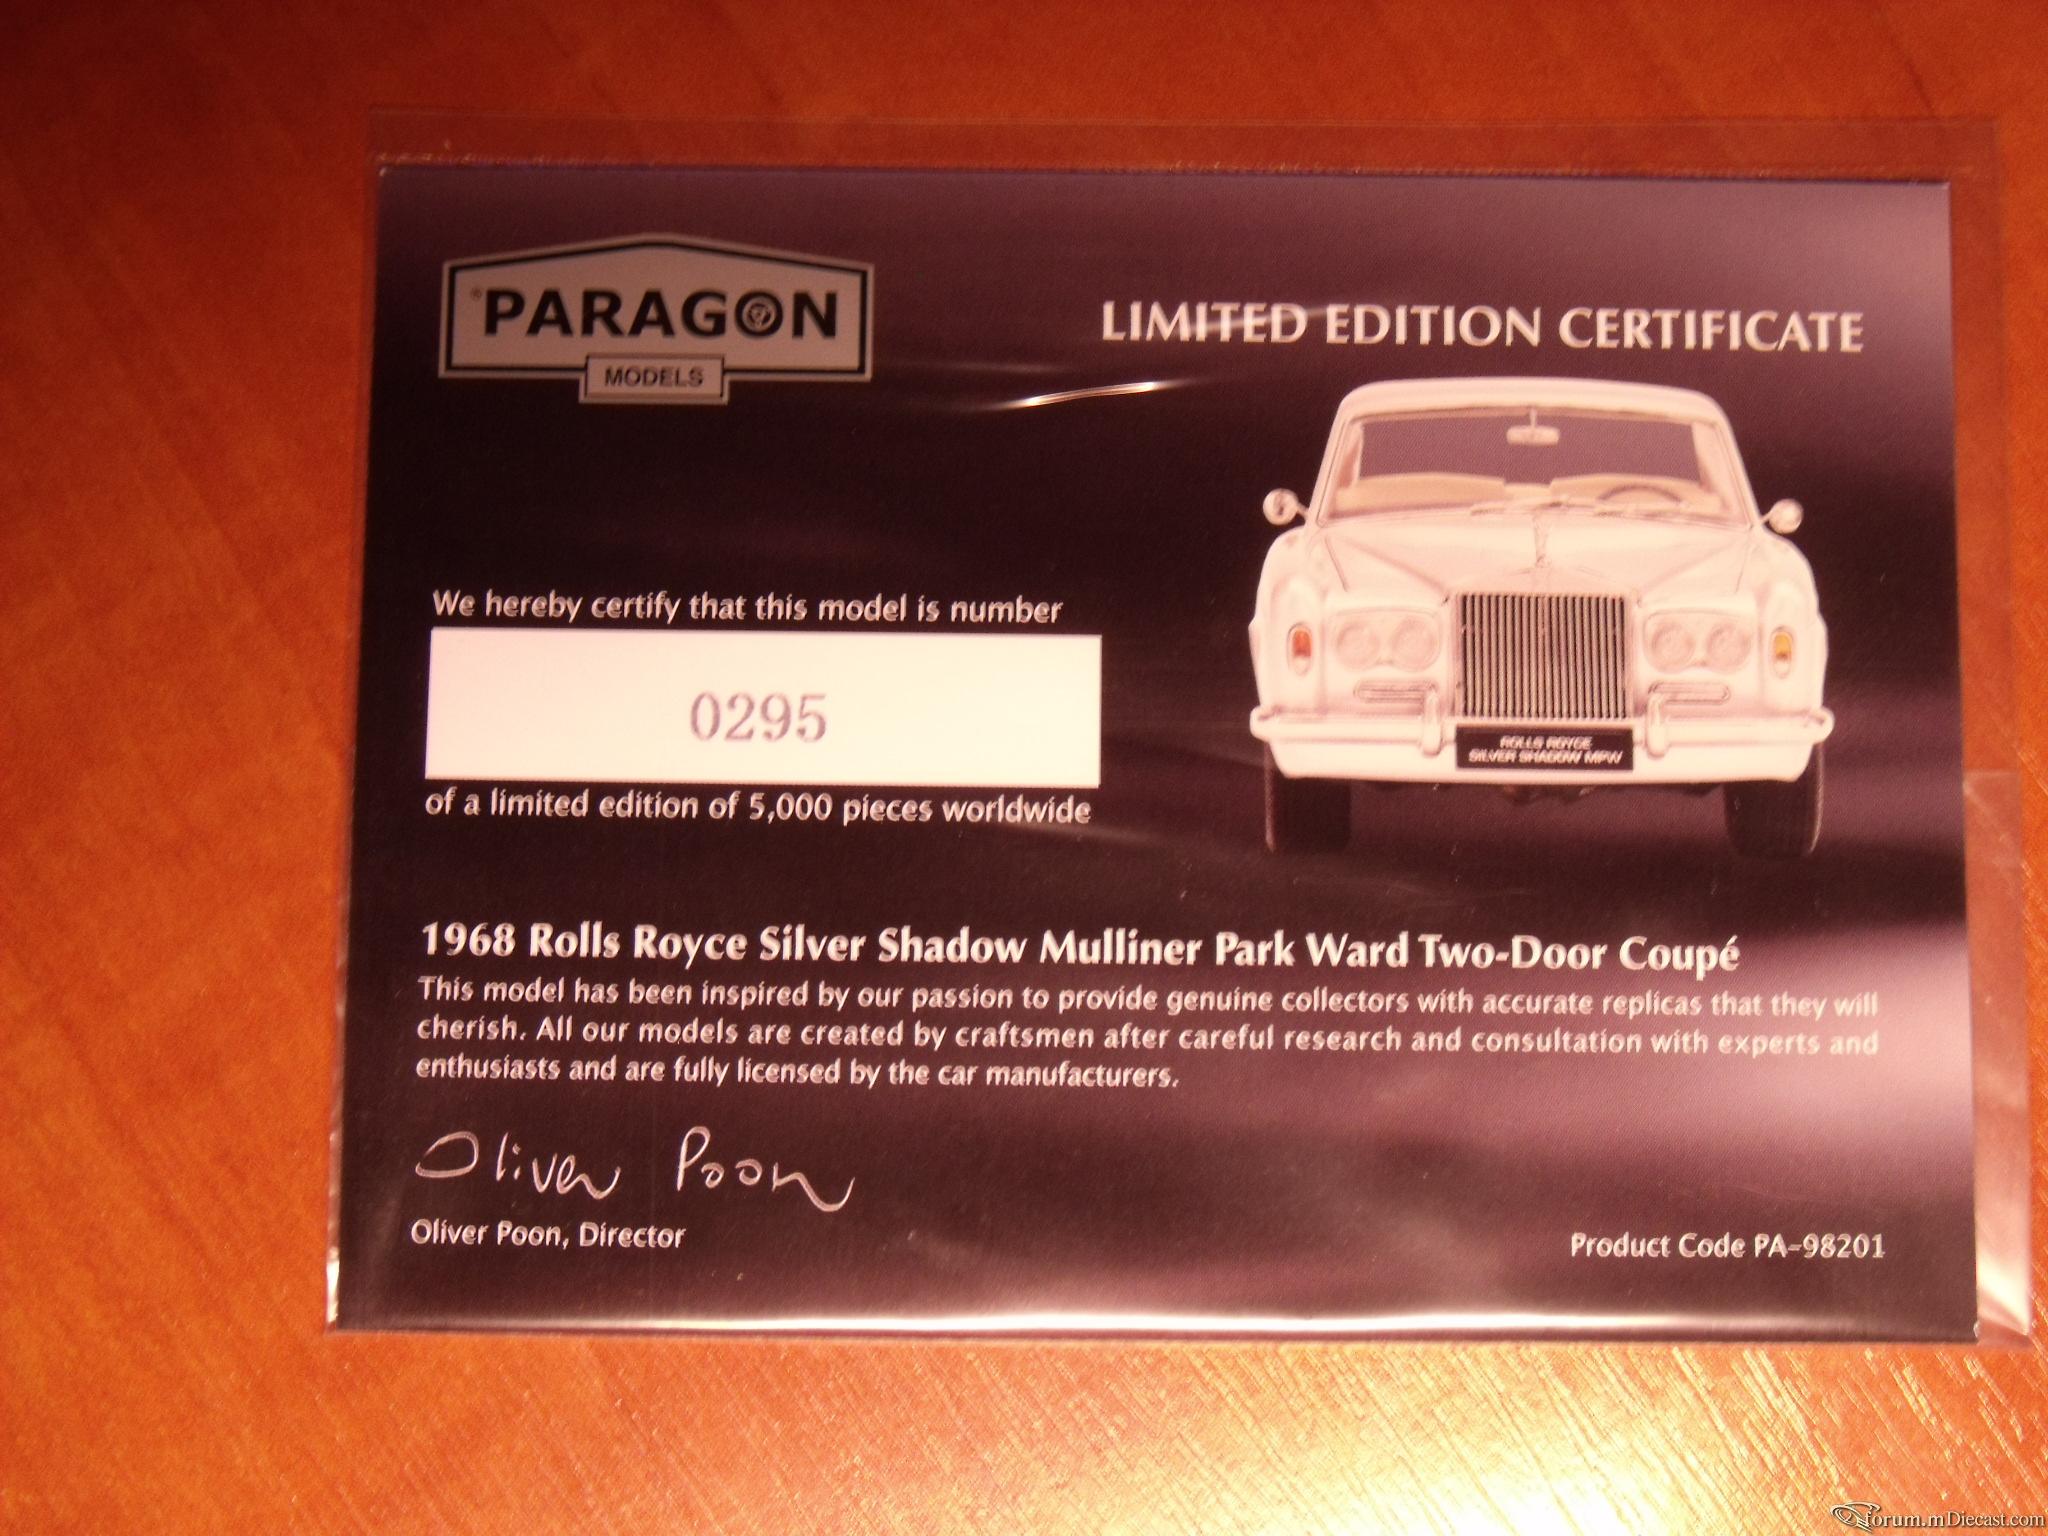 PARAGON
MODELS
LIMITED EDITION CERTIFICATE
We hereby certify that this model is number
0295
of a limited edition of 5,000 pieces worldwide
ROLLS ROYCE
SILVER SHADOW MPW
1968 Rolls Royce Silver Shadow Mulliner Park Ward Two-Door Coupé
This model has been inspired by our passion to provide genuine collectors with accurate replicas that they will
cherish. All our models are created by craftsmen after careful research and consultation with experts and
enthusiasts and are fully licensed by the car manufacturers.
Oliver Poon
Oliver Poon, Director
Product Code PA-98201
forum.mDiecast.com